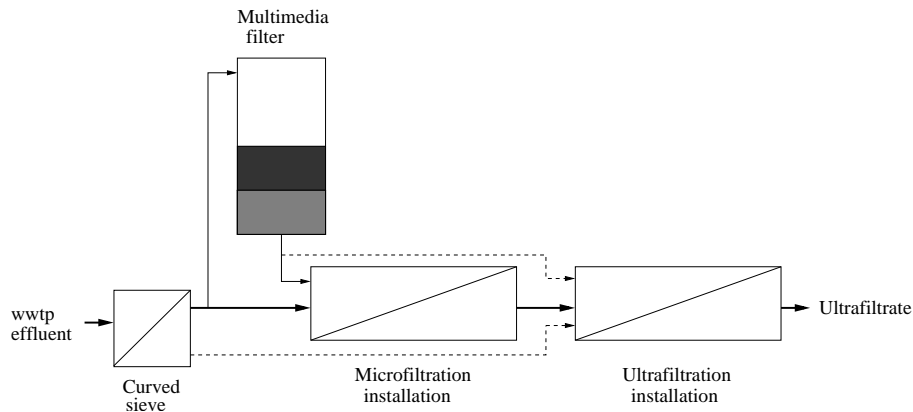 Multimedia
filter
wwtp
effluent
Curved
sieve
Microfiltration
installation
Ultrafiltration
installation
Ultrafiltrate